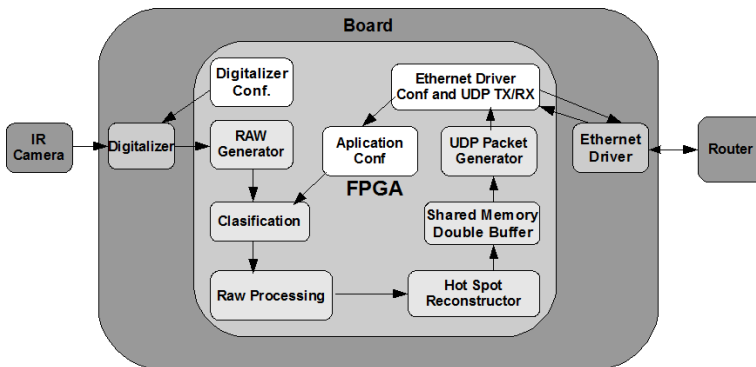 Board
Digitalizer
Conf.
Ethernet Driver
Conf and UDP TX/RX
IR
Camera
Digitalizer
RAW
Generator
Aplication
Conf
UDP Packet
Generator
Ethernet
Driver
Router
FPGA
Clasification
Shared Memory
Double Buffer
Raw Processing
Hot Spot
Reconstructor